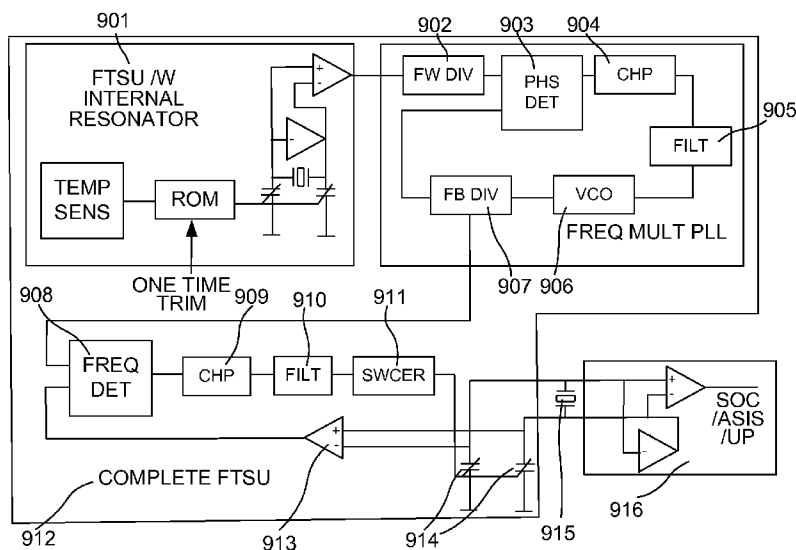 901
902
903
904
FTSU /W
INTERNAL
RESONATOR
+
-
-
FW DIV
PHS
DET
CHP
905
FILT
TEMP
SENS
ROM
FB DIV
VCO
FREQ MULT PLL
ONE TIME
TRIM
907
906
908
909
910
911
FREQ
DET
CHP
FILT
SWCER
+
-
+
-
-
SOC
/ASIS
/UP
COMPLETE FTSU
912
913
914
914
915
916